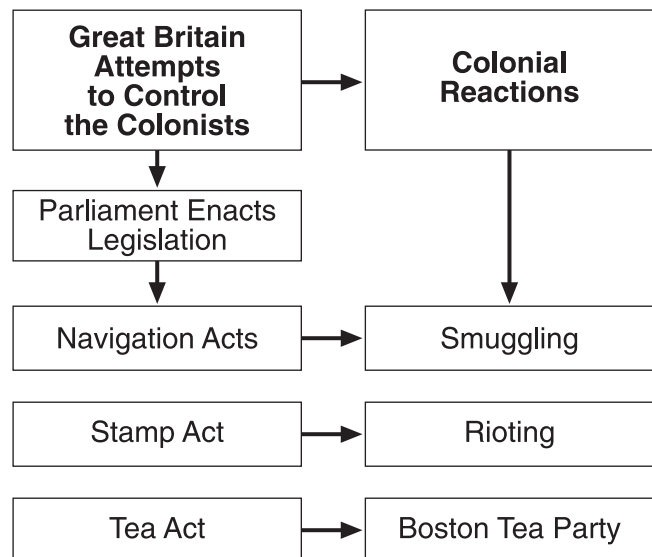 Great Britain
Attempts
to Control
the Colonists
Colonial
Reactions
Parliament Enacts
Legislation
Navigation Acts
Smuggling
Stamp Act
Rioting
Tea Act
Boston Tea Party